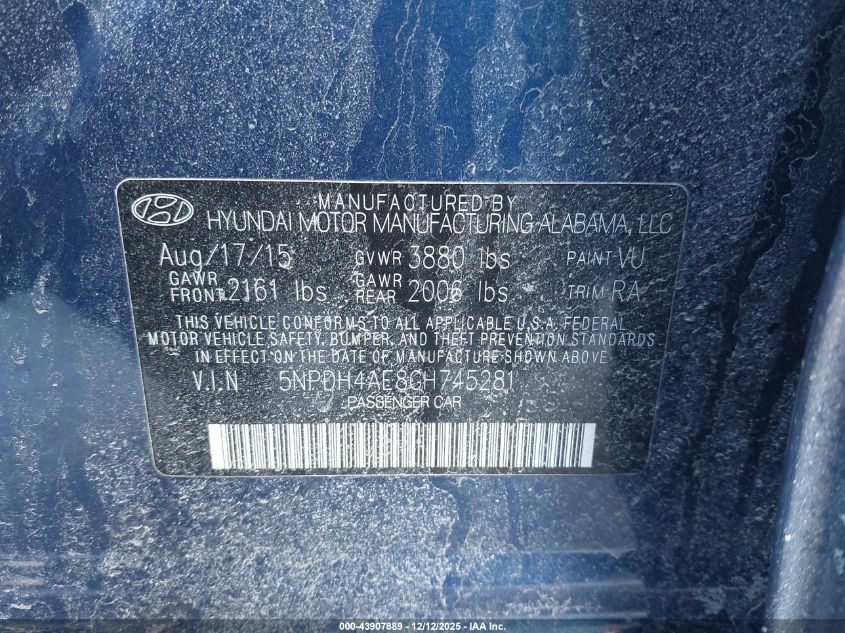 MANUFACTURED BY
HYUNDAI MOTOR MANUFACTURING ALABAMA, LLC
Aug/17/15 GVWR 3880 lbs PAINT VU
GAWR FRONT 2161 lbs GAWR REAR 2006 lbs TRIM RA
THIS VEHICLE CONFORMS TO ALL APPLICABLE U.S.A. FEDERAL
MOTOR VEHICLE SAFETY, BUMPER, AND THEFT PREVENTION STANDARDS
IN EFFECT ON THE DATE OF MANUFACTURE SHOWN ABOVE.
V.I.N 5NPDH4AE8GH745281
PASSENGER CAR
000-43907889 - 12/12/2025 - IAA Inc.